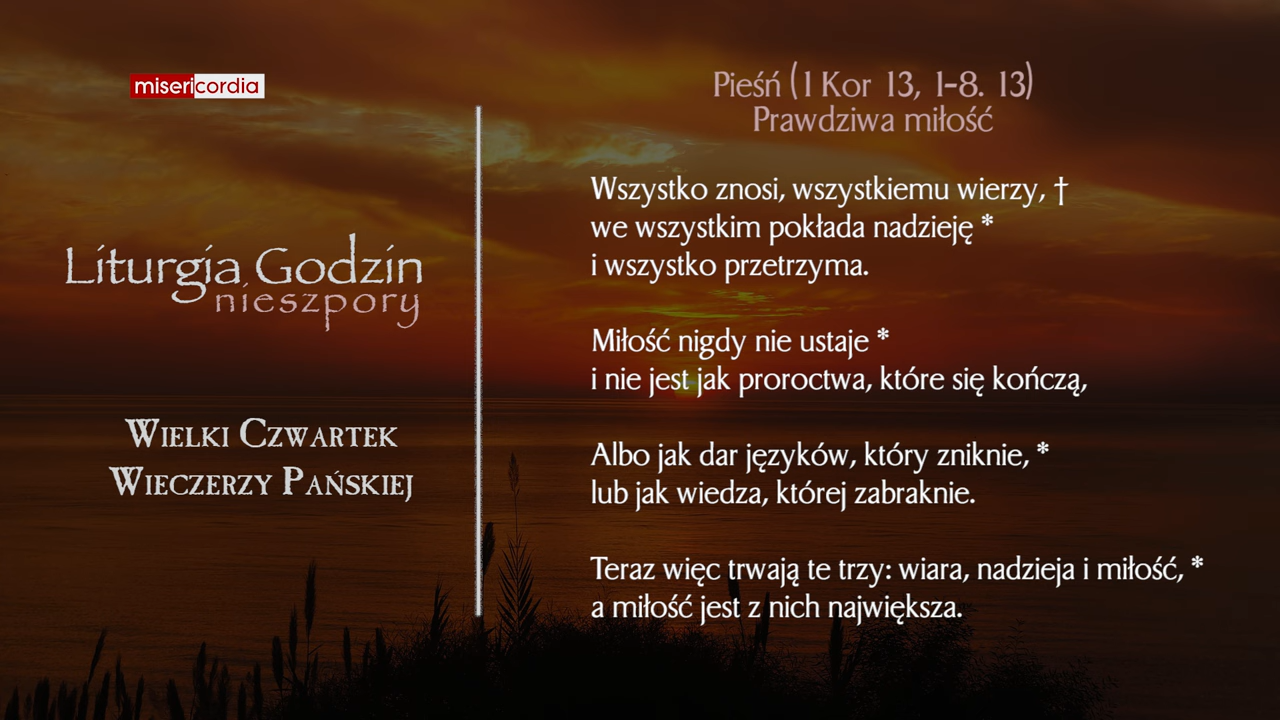 misericordia
Liturgia Godzin
nieszpory
Wielki Czwartek
Wieczerzy Pańskiej
Pieśń (1 Kor 13, 1-8. 13)
Prawdziwa miłość
Wszystko znosi, wszystkiemu wierzy, †
we wszystkim pokłada nadzieję *
i wszystko przetrzyma.
Miłość nigdy nie ustaje *
i nie jest jak proroctwa, które się kończą,
Albo jak dar języków, który zniknie, *
lub jak wiedza, której zabraknie.
Teraz więc trwają te trzy: wiara, nadzieja i miłość, *
a miłość jest z nich największa.